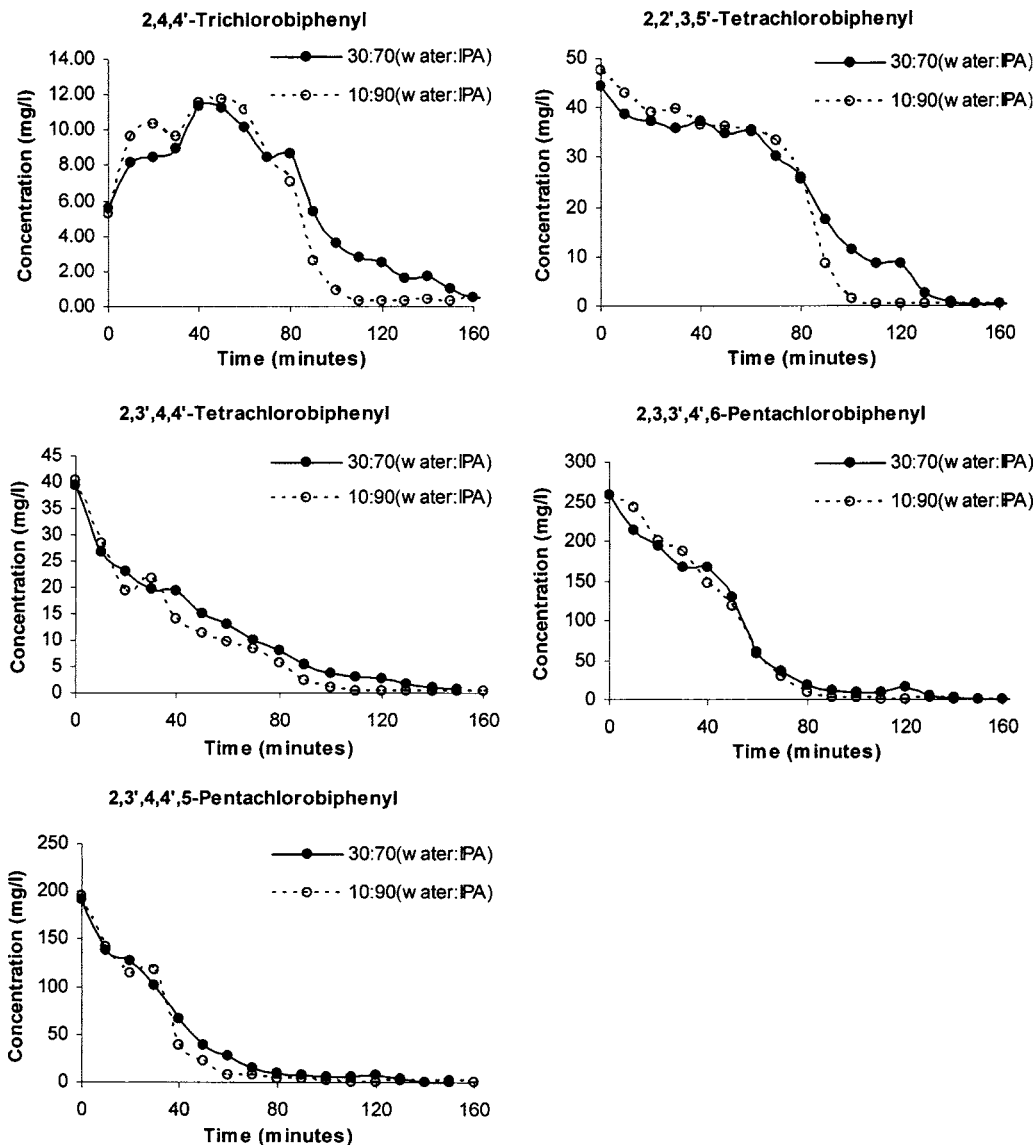 2,4,4'-Trichlorobiphenyl
14.00
12.00
10.00
8.00
6.00
4.00
2.00
0.00
Concentration (mg/l)
30:70(water:IPA)
10:90(water:IPA)
0 40 80 120 160
Time (minutes)
2,2',3,5'-Tetrachlorobiphenyl
50
40
30
20
10
0
Concentration (mg/l)
30:70(water:IPA)
10:90(water:IPA)
0 40 80 120 160
Time (minutes)
2,3',4,4'-Tetrachlorobiphenyl
45
40
35
30
25
20
15
10
5
0
Concentration (mg/l)
30:70(water:IPA)
10:90(water:IPA)
0 40 80 120 160
Time (minutes)
2,3,3',4',6-Pentachlorobiphenyl
300
250
200
150
100
50
0
Concentration (mg/l)
30:70(water:IPA)
10:90(water:IPA)
0 40 80 120 160
Time (minutes)
2,3',4,4',5-Pentachlorobiphenyl
250
200
150
100
50
0
Concentration (mg/l)
30:70(water:IPA)
10:90(water:IPA)
0 40 80 120 160
Time (minutes)